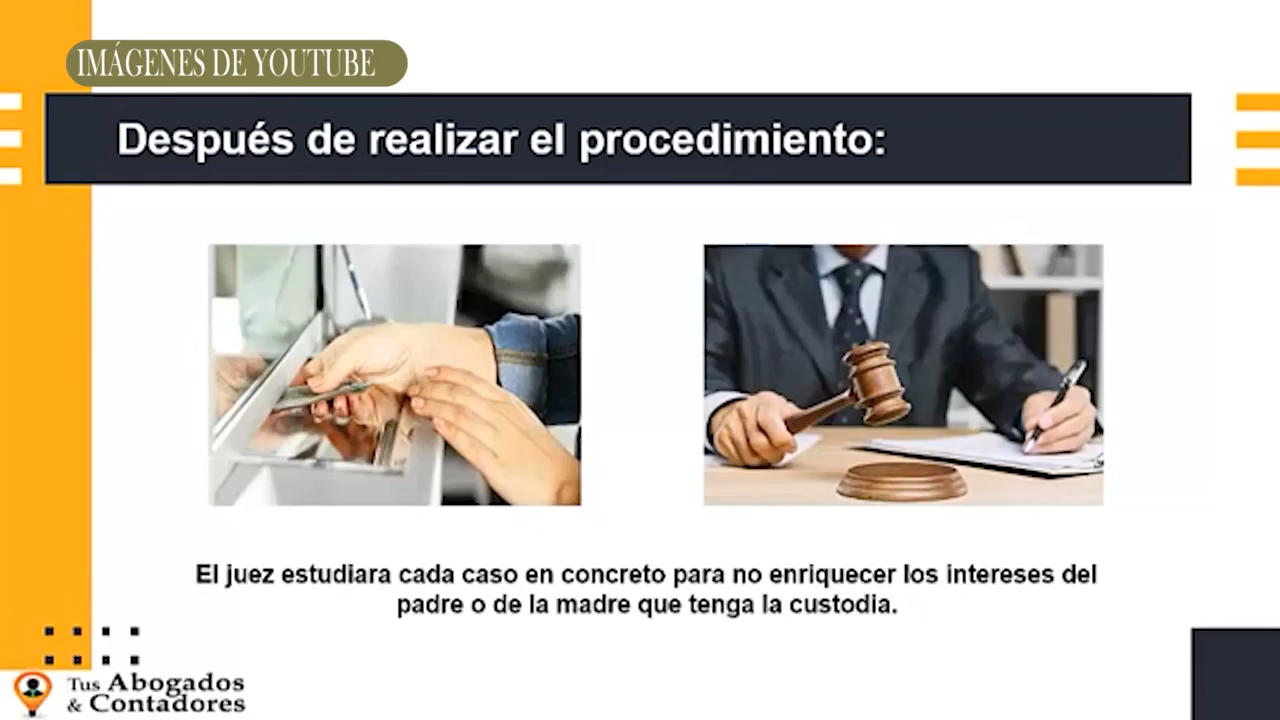 IMÁGENES DE YOUTUBE
Después de realizar el procedimiento:
El juez estudiara cada caso en concreto para no enriquecer los intereses del
padre o de la madre que tenga la custodia.
Tus Abogados
& Contadores